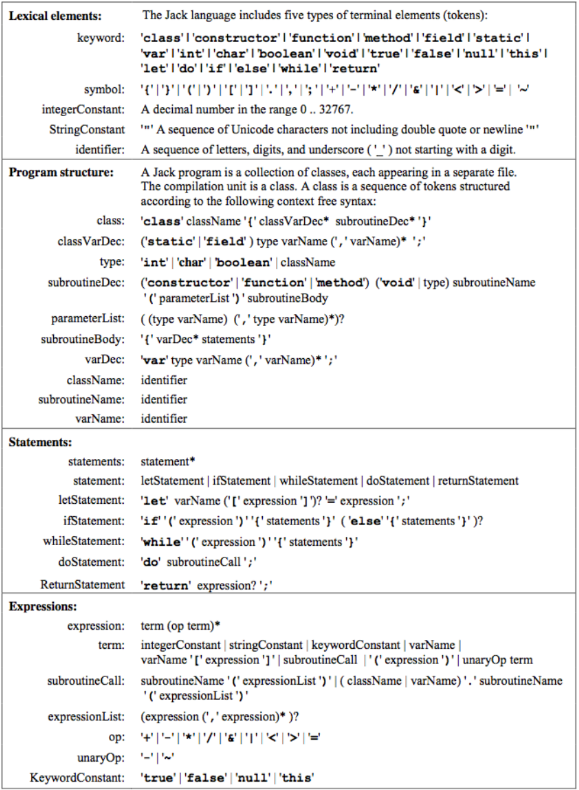 Lexical elements: The Jack language includes five types of terminal elements (tokens):
keyword: 'class'|'constructor'|'function'|'method'|'field'|'static'|
'var'|'int'|'char'|'boolean'|'void'|'true'|'false'|'null'|'this'|
'let'|'do'|'if'|'else'|'while'|'return'
symbol: '{'|'}'|'('|')'|'['|']'|'.'|','|';'|'+'|'-'|'*'|'/'|'&'|'|'|'<'|'>'|'='| '~'
integerConstant: A decimal number in the range 0 .. 32767.
StringConstant '"' A sequence of Unicode characters not including double quote or newline '"'
identifier: A sequence of letters, digits, and underscore ( '_' ) not starting with a digit.
Program structure: A Jack program is a collection of classes, each appearing in a separate file.
The compilation unit is a class. A class is a sequence of tokens structured
according to the following context free syntax:
class: 'class' className '{' classVarDec* subroutineDec* '}'
classVarDec: ('static' | 'field' ) type varName (',' varName)* ';'
type: 'int' | 'char' | 'boolean' | className
subroutineDec: ('constructor' | 'function' | 'method') ('void' | type) subroutineName
'(' parameterList ')' subroutineBody
parameterList: ( (type varName) (',' type varName)*)?
subroutineBody: '{' varDec* statements '}'
varDec: 'var' type varName (',' varName)* ';'
className: identifier
subroutineName: identifier
varName: identifier
Statements:
statements: statement*
statement: letStatement | ifStatement | whileStatement | doStatement | returnStatement
letStatement: 'let' varName ('[' expression ']')? '=' expression ';'
ifStatement: 'if' '(' expression ')' '{' statements '}' ( 'else' '{' statements '}' )?
whileStatement: 'while' '(' expression ')' '{' statements '}'
doStatement: 'do' subroutineCall ';'
ReturnStatement 'return' expression? ';'
Expressions:
expression: term (op term)*
term: integerConstant | stringConstant | keywordConstant | varName |
varName '[' expression ']' | subroutineCall | '(' expression ')' | unaryOp term
subroutineCall: subroutineName '(' expressionList ')' | ( className | varName) '.' subroutineName
'(' expressionList ')'
expressionList: (expression (',' expression)* )?
op: '+' | '-' | '*' | '/' | '&' | '|' | '<' | '>' | '='
unaryOp: '-' | '~'
KeywordConstant: 'true' | 'false' | 'null' | 'this'